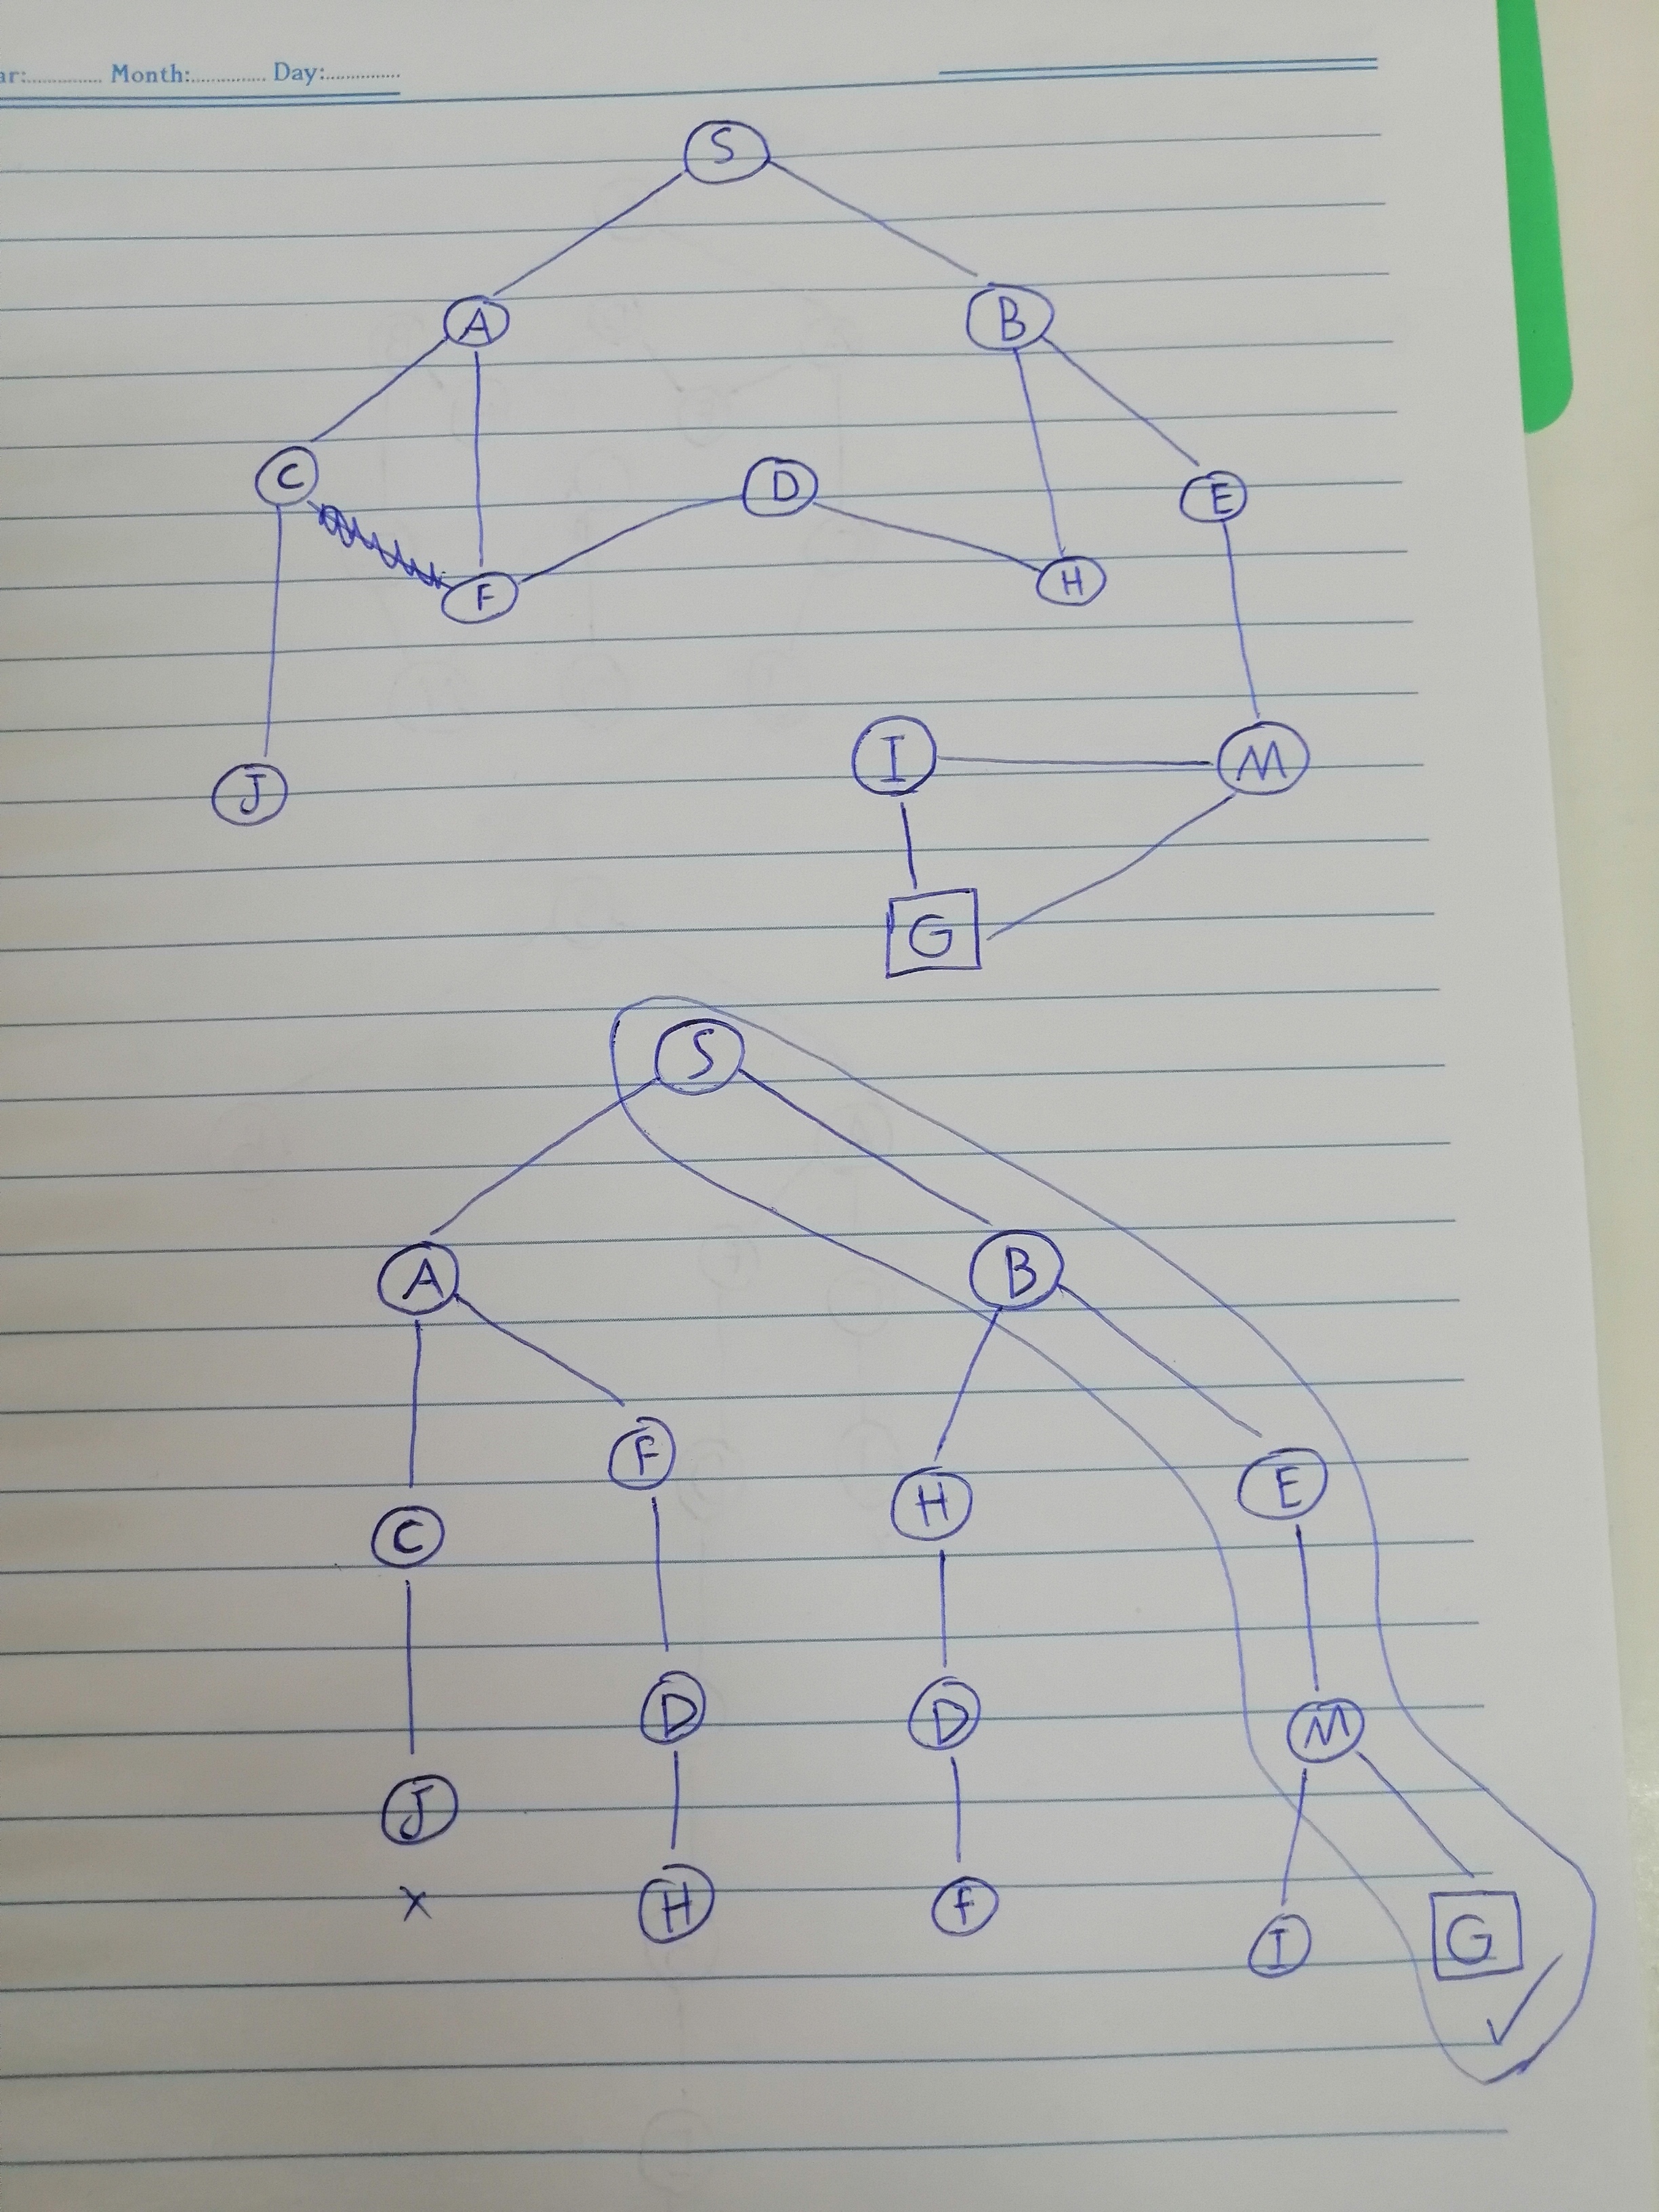 ar: Month: Day:
S
A B
C D E
F H
J I M
G
S
A B
C F H E
J D D M
X H f I G